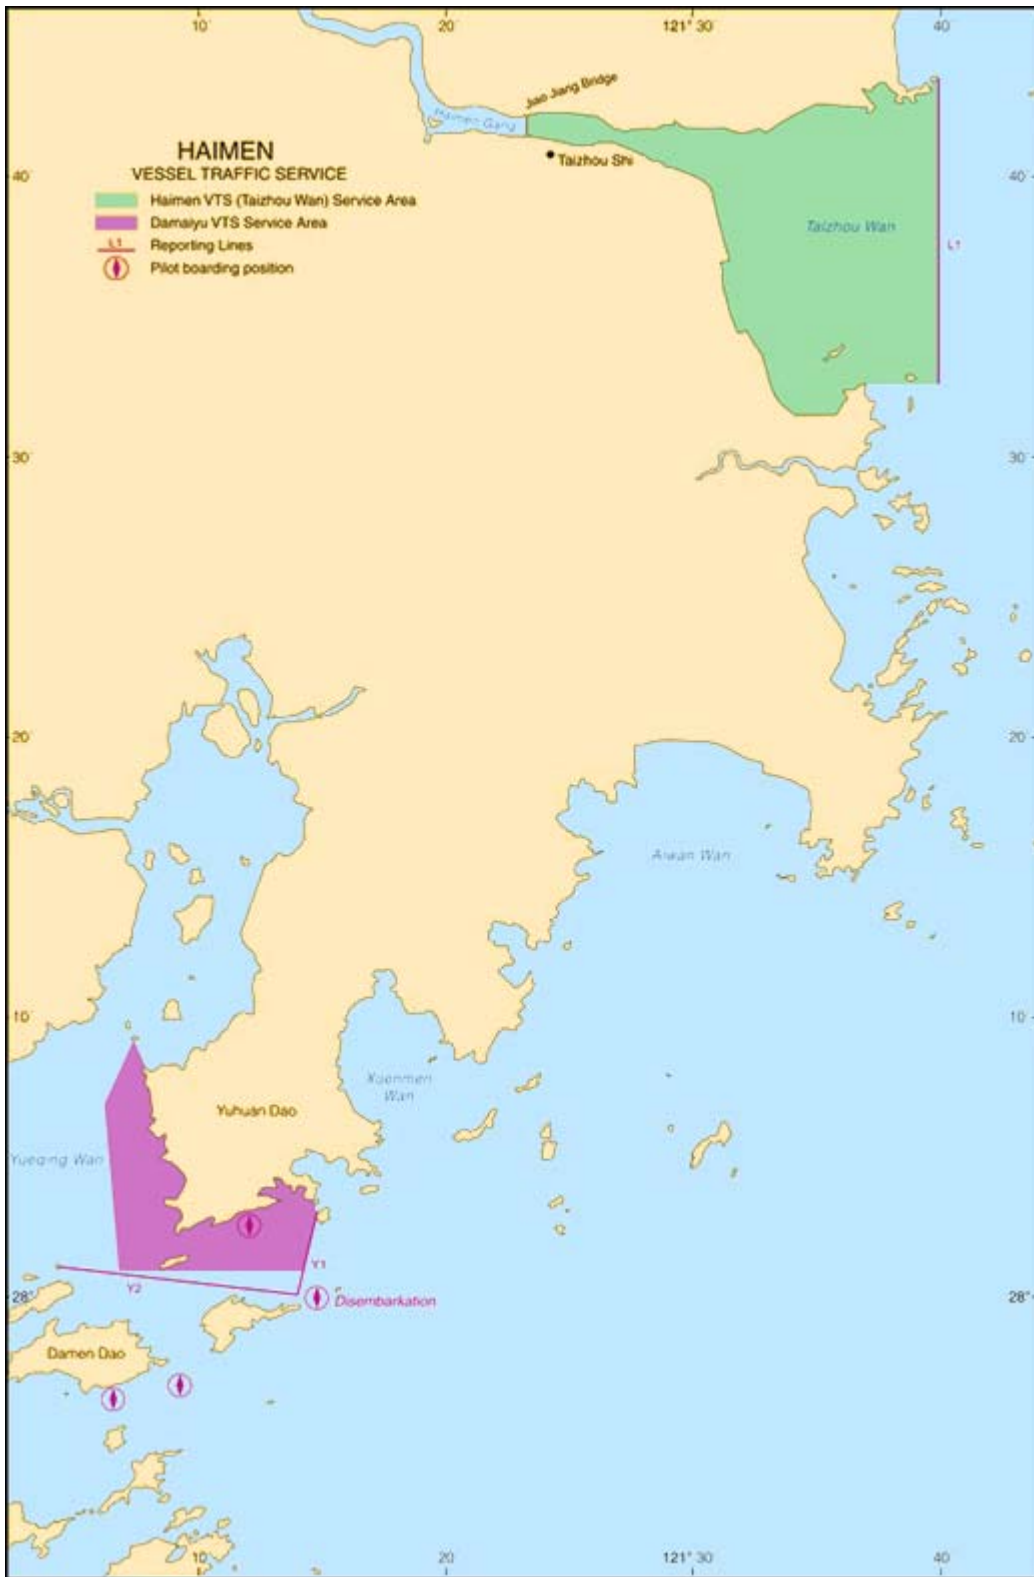 10´
20´
121° 30´
40´
Jiao Jiang Bridge
Haimen Gang
HAIMEN
VESSEL TRAFFIC SERVICE
Haimen VTS (Taizhou Wan) Service Area
Damaiyu VTS Service Area
L1
Reporting Lines
Pilot boarding position
Taizhou Shi
40´
40´
Taizhou Wan
L1
30´
30´
20´
20´
Aiwan Wan
10´
10´
Xuenmen
Wan
Yuhuan Dao
Yueqing Wan
Y1
Y2
28°
Disembarkation
28°
Damen Dao
10´
20´
121° 30´
40´